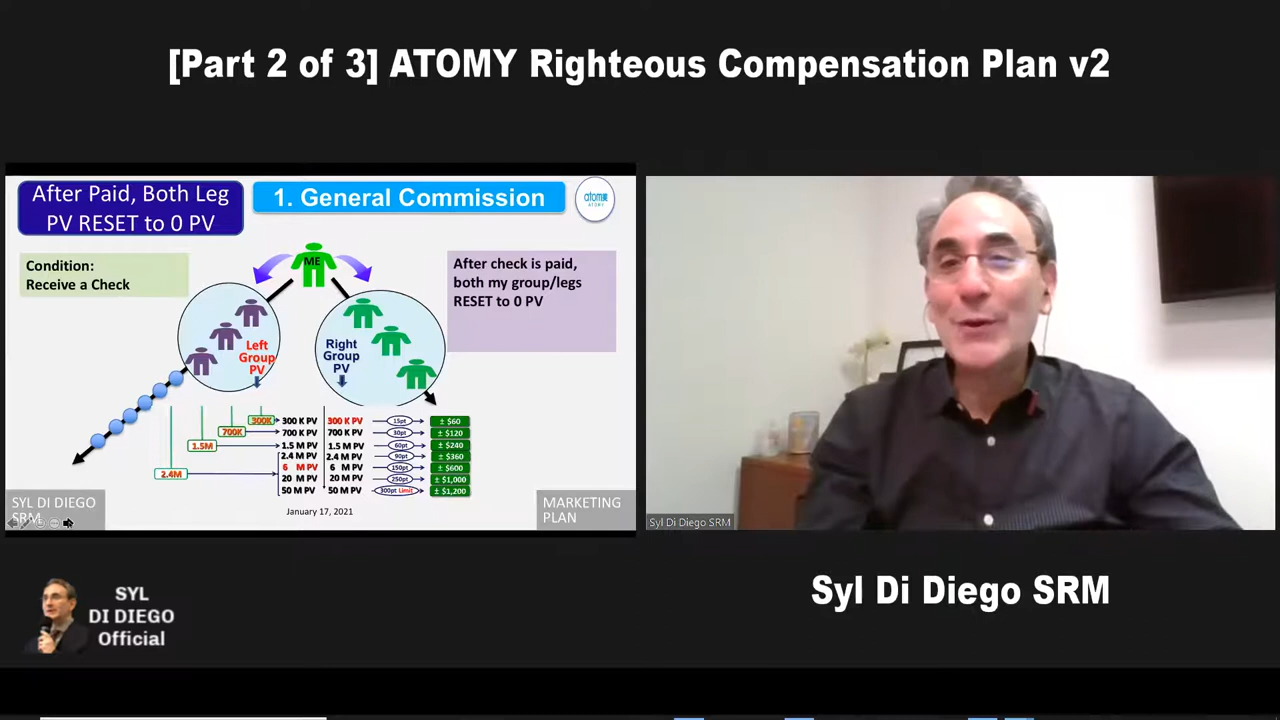 [Part 2 of 3] ATOMY Righteous Compensation Plan v2
After Paid, Both Leg
PV RESET to 0 PV
1. General Commission
atomy
ATOMY
Condition:
Receive a Check
ME
After check is paid,
both my group/legs
RESET to 0 PV
Left
Group
PV
Right
Group
PV
300K 300 K PV 300 K PV 15pt ± $60
700K 700 K PV 700 K PV 30pt ± $120
1.5M 1.5 M PV 1.5 M PV 60pt ± $240
2.4 M PV 2.4 M PV 90pt ± $360
2.4M 6 M PV 6 M PV 150pt ± $600
20 M PV 20 M PV 250pt ± $1,000
50 M PV 50 M PV 300pt Limit ± $1,200
SYL DI DIEGO
SRM
January 17, 2021
MARKETING
PLAN
Syl Di Diego SRM
SYL
DI DIEGO
Official
Syl Di Diego SRM